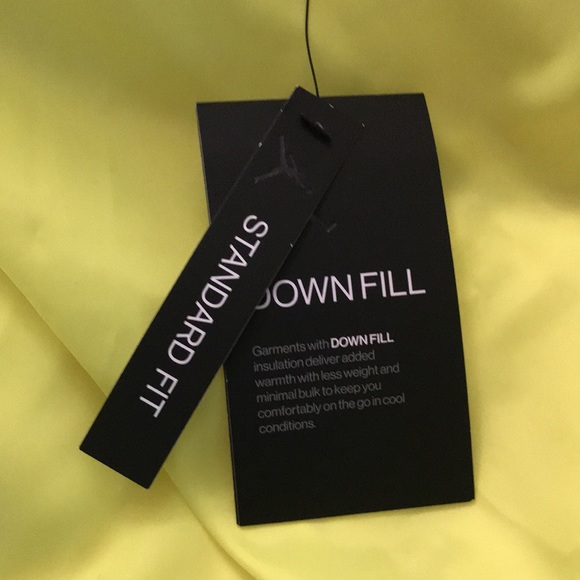 STANDARD FIT
DOWN FILL
Garments with DOWN FILL
insulation deliver added
warmth with less weight and
minimal bulk to keep you
comfortably on the go in cool
conditions.